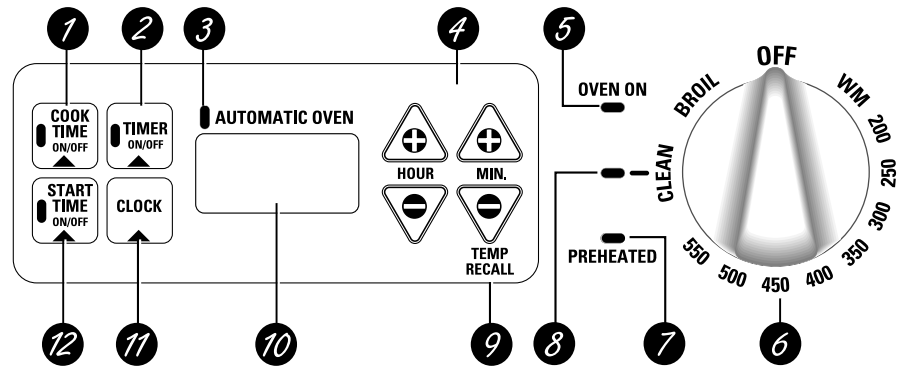 1
2
3
4
5
COOK
TIME
ON/OFF
TIMER
ON/OFF
AUTOMATIC OVEN
START
TIME
ON/OFF
CLOCK
HOUR
MIN.
TEMP
RECALL
OVEN ON
CLEAN
PREHEATED
OFF
BROIL
WM
200
250
300
350
400
450
500
550
12
11
10
9
8
7
6